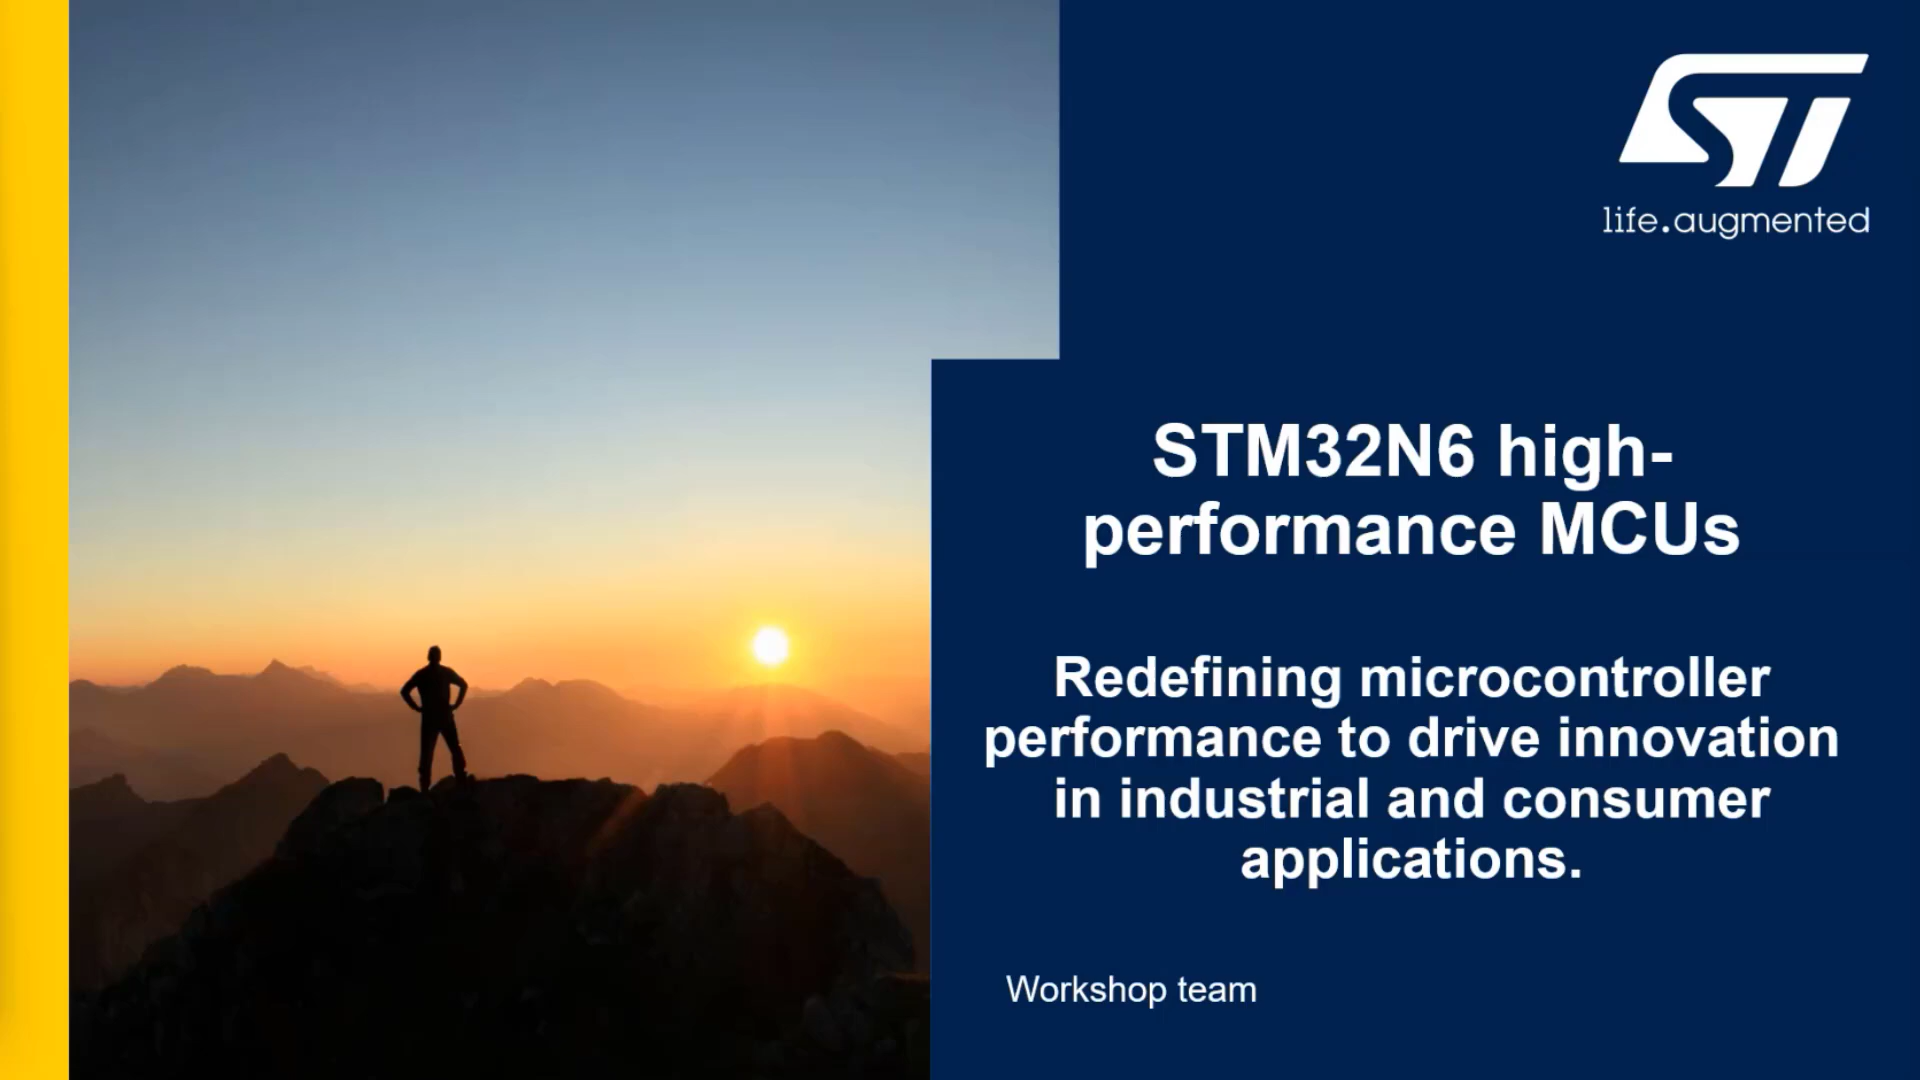 ST
life.augmented
STM32N6 high-
performance MCUs
Redefining microcontroller
performance to drive innovation
in industrial and consumer
applications.
Workshop team